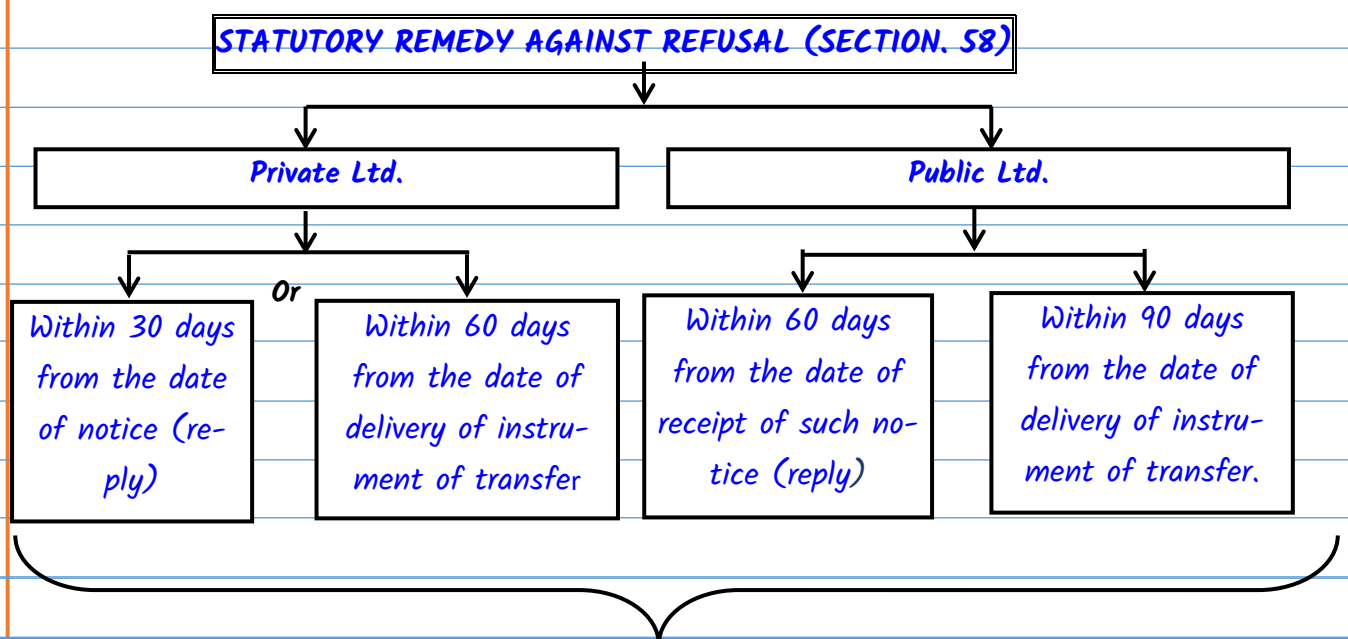 STATUTORY REMEDY AGAINST REFUSAL (SECTION. 58)
Private Ltd.
Public Ltd.
Or
Within 30 days
from the date
of notice (re-
ply)
Within 60 days
from the date of
delivery of instru-
ment of transfer
Within 60 days
from the date of
receipt of such no-
tice (reply)
Within 90 days
from the date of
delivery of instru-
ment of transfer.